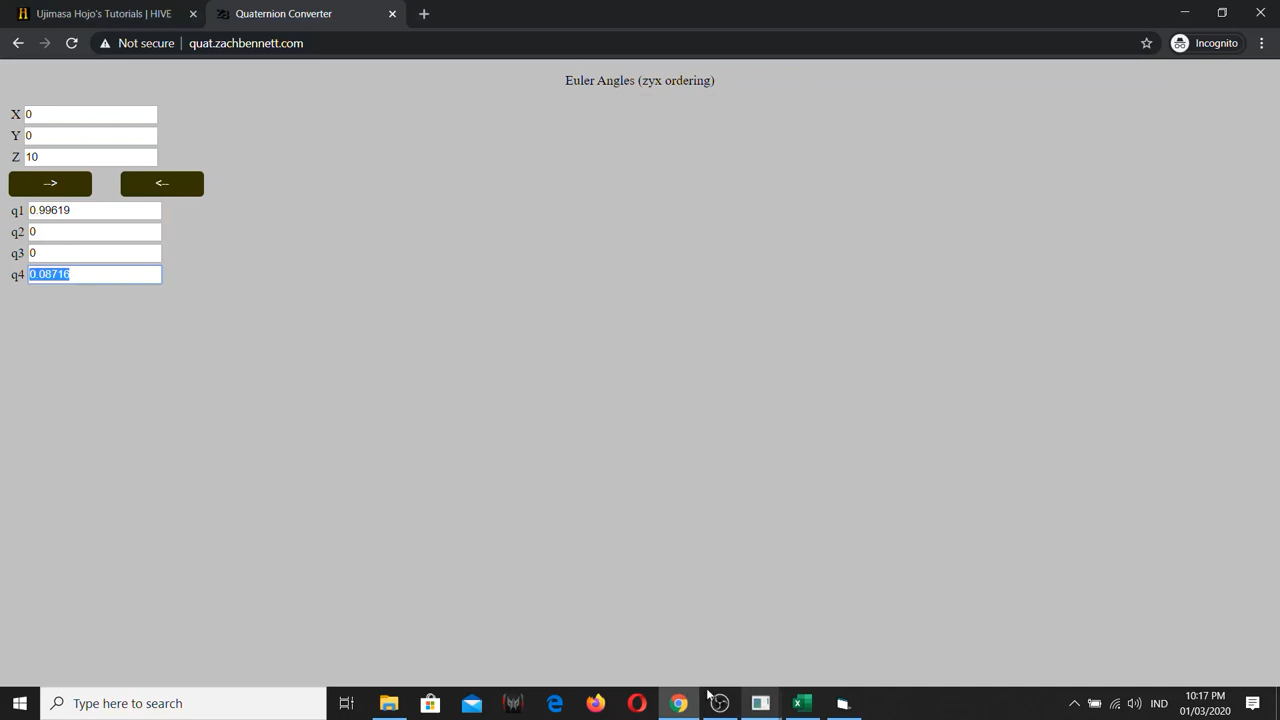 Ujimasa Hojo's Tutorials | HIVE
Quaternion Converter
Not secure
quat.zachbennett.com
Incognito
Euler Angles (zyx ordering)
X 0
Y 0
Z 10
--> <--
q1 0.99619
q2 0
q3 0
q4 0.08716
Type here to search
IND
10:17 PM
01/03/2020